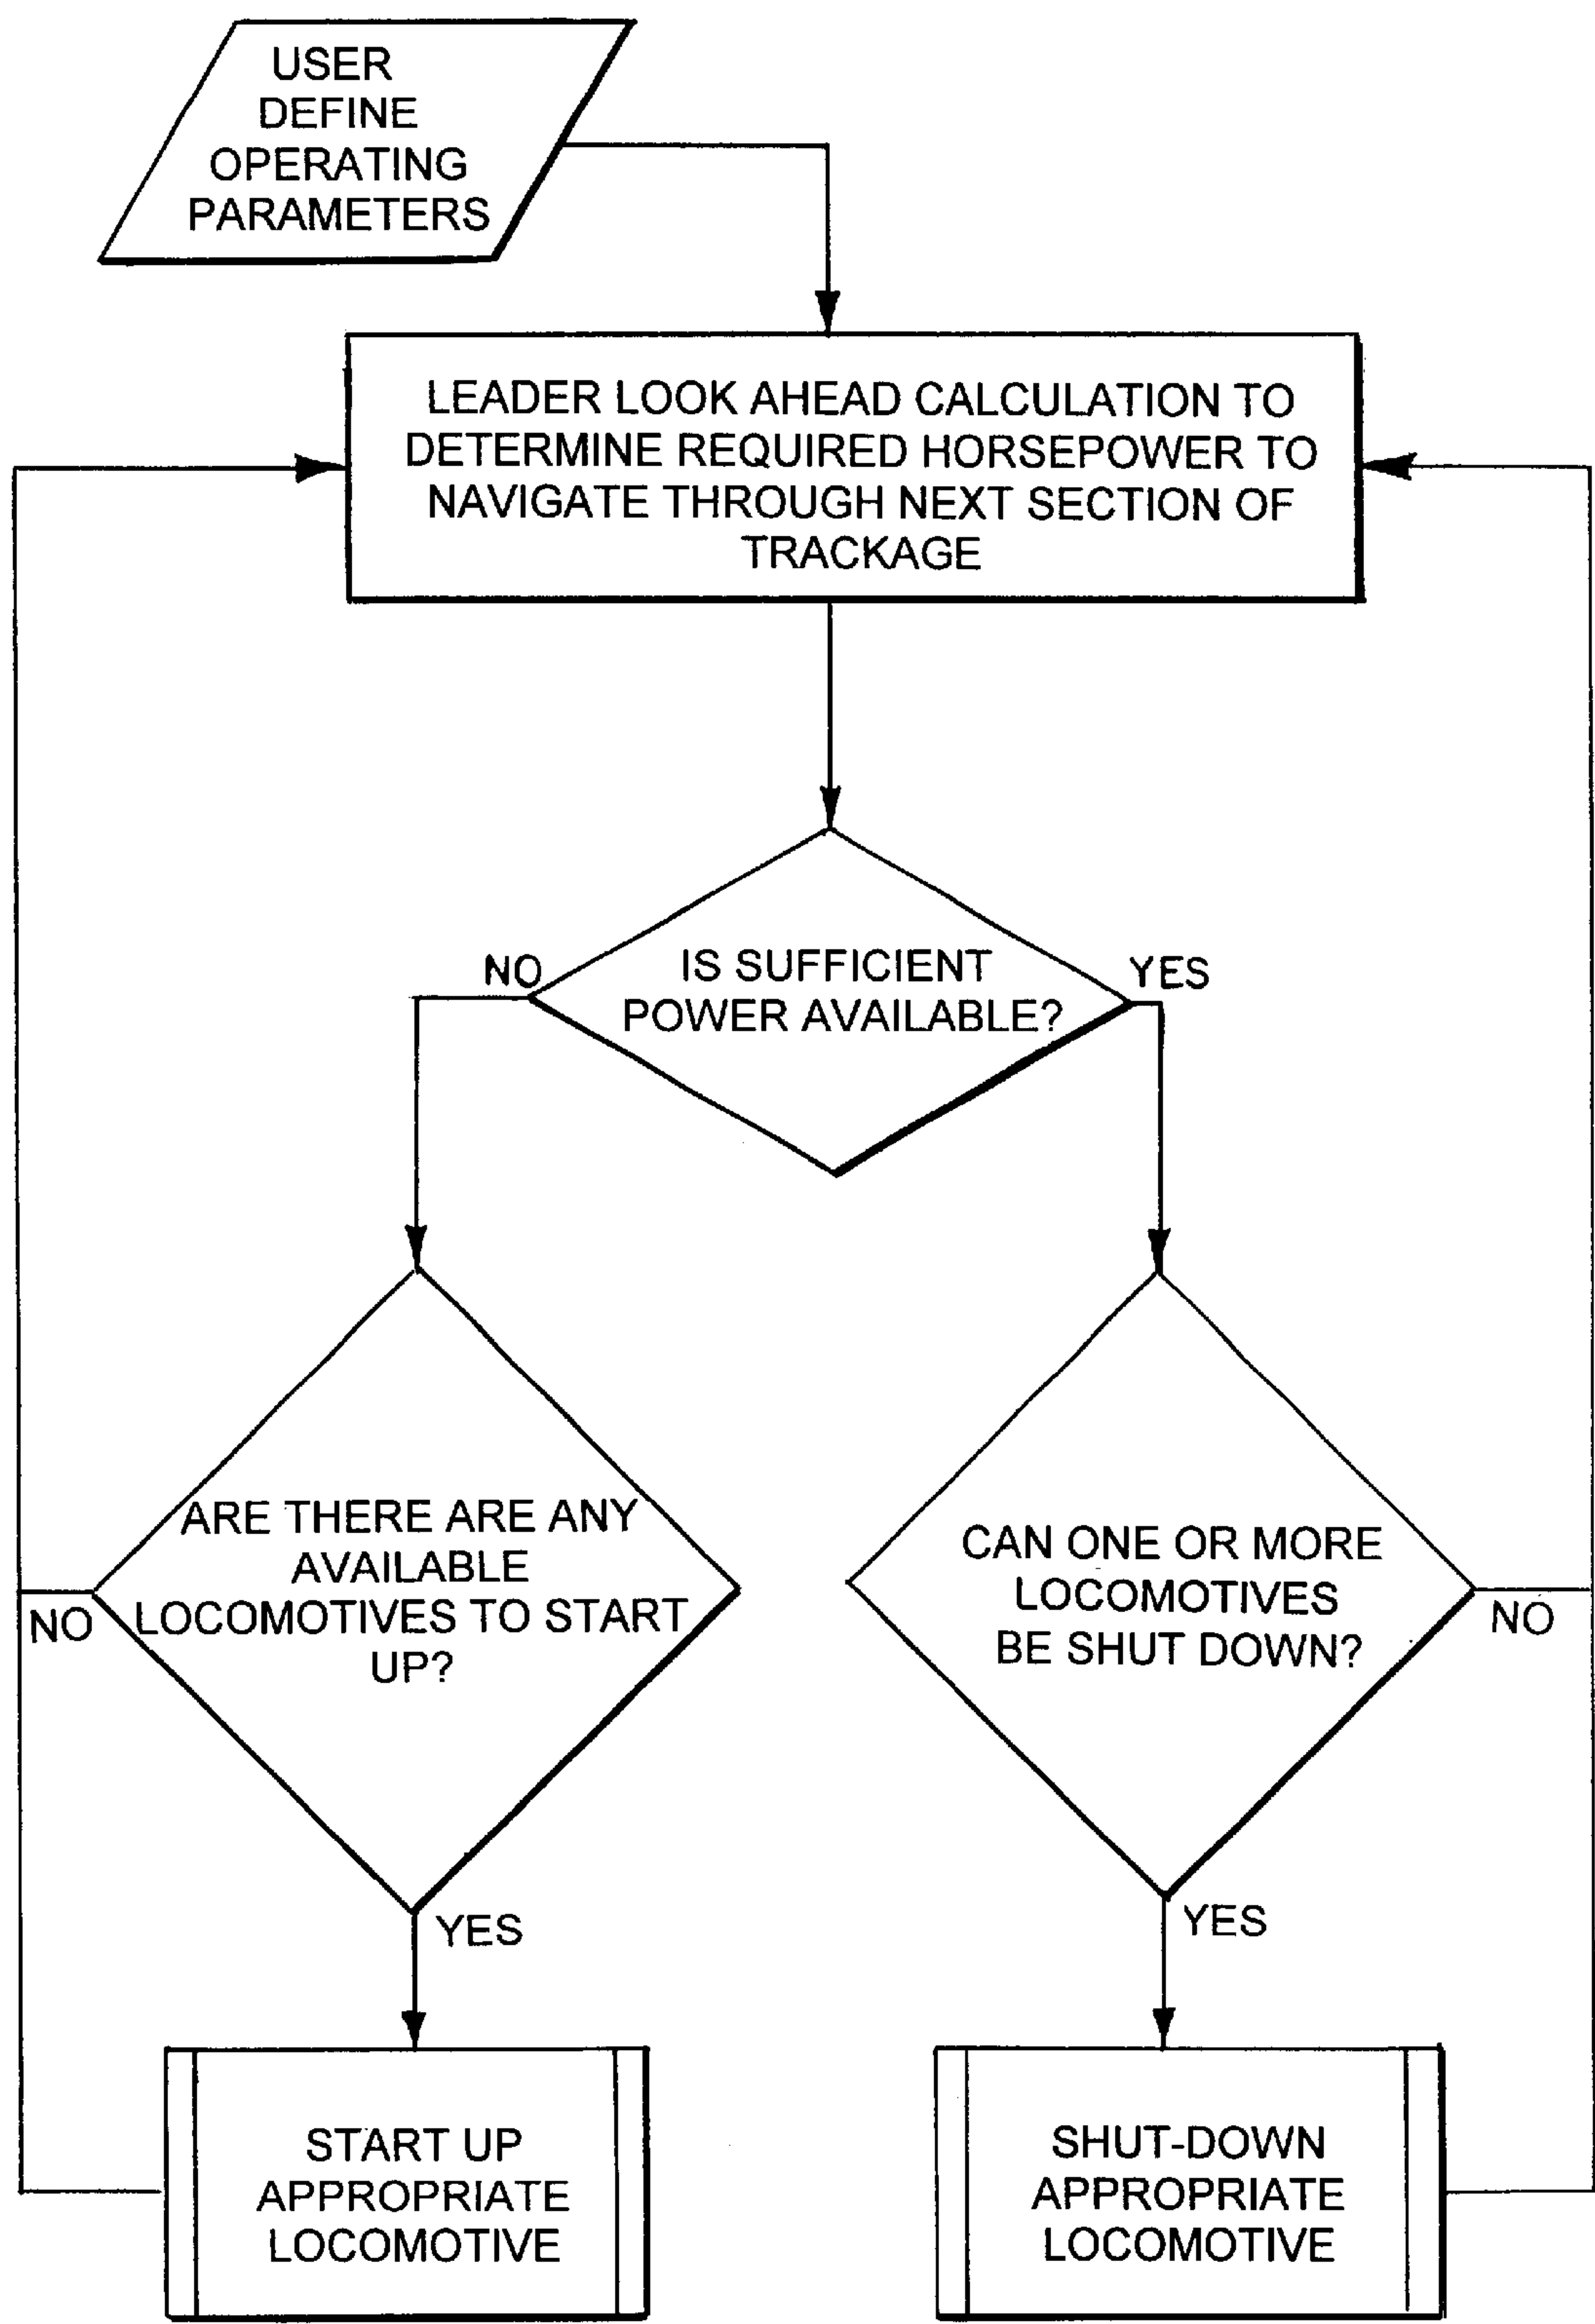 USER
DEFINE
OPERATING
PARAMETERS
LEADER LOOK AHEAD CALCULATION TO
DETERMINE REQUIRED HORSEPOWER TO
NAVIGATE THROUGH NEXT SECTION OF
TRACKAGE
NO
IS SUFFICIENT
POWER AVAILABLE?
YES
ARE THERE ARE ANY
AVAILABLE
LOCOMOTIVES TO START
UP?
NO
YES
CAN ONE OR MORE
LOCOMOTIVES
BE SHUT DOWN?
NO
YES
START UP
APPROPRIATE
LOCOMOTIVE
SHUT-DOWN
APPROPRIATE
LOCOMOTIVE